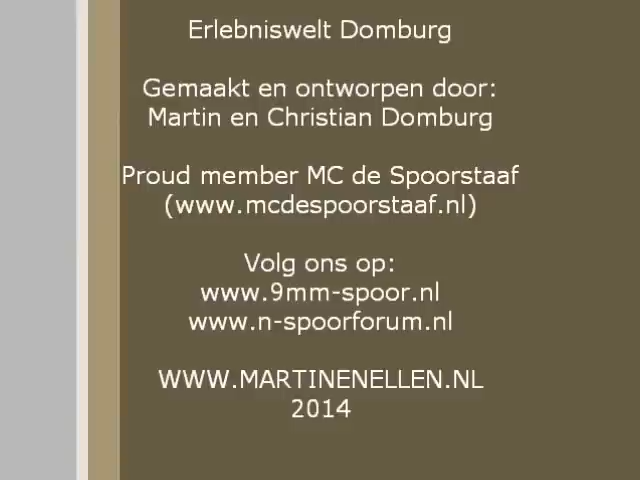 Erlebniswelt Domburg
Gemaakt en ontworpen door:
Martin en Christian Domburg
Proud member MC de Spoorstaaf
(www.mcdespoorstaaf.nl)
Volg ons op:
www.9mm-spoor.nl
www.n-spoorforum.nl
WWW.MARTINENELLEN.NL
2014